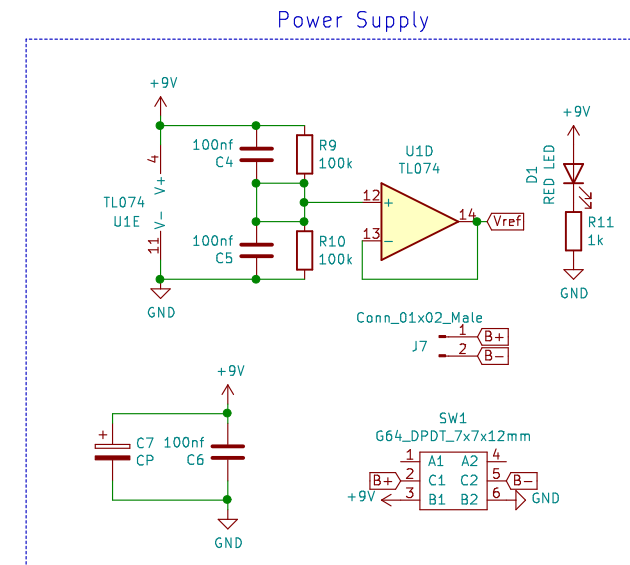 Power Supply
+9V
4
V+
TL074
U1E
V-
11
GND
100nf
C4
R9
100k
100nf
C5
R10
100k
U1D
TL074
12
+
13
-
14
Vref
+9V
D1
RED LED
R11
1k
GND
Conn_01x02_Male
J7
1
B+
2
B-
+9V
+
C7
CP
100nf
C6
GND
SW1
G64_DPDT_7x7x12mm
1 A1 A2 4
B+ 2 C1 C2 5 B-
+9V 3 B1 B2 6 GND